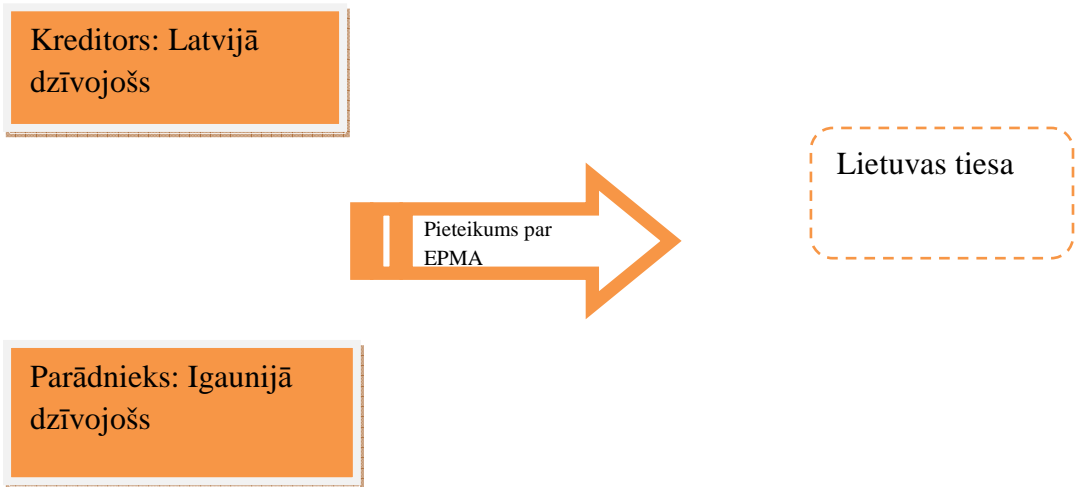 Kreditors: Latvijā
dzīvojošs
Lietuvas tiesa
Pieteikums par
EPMA
Parādnieks: Igaunijā
dzīvojošs